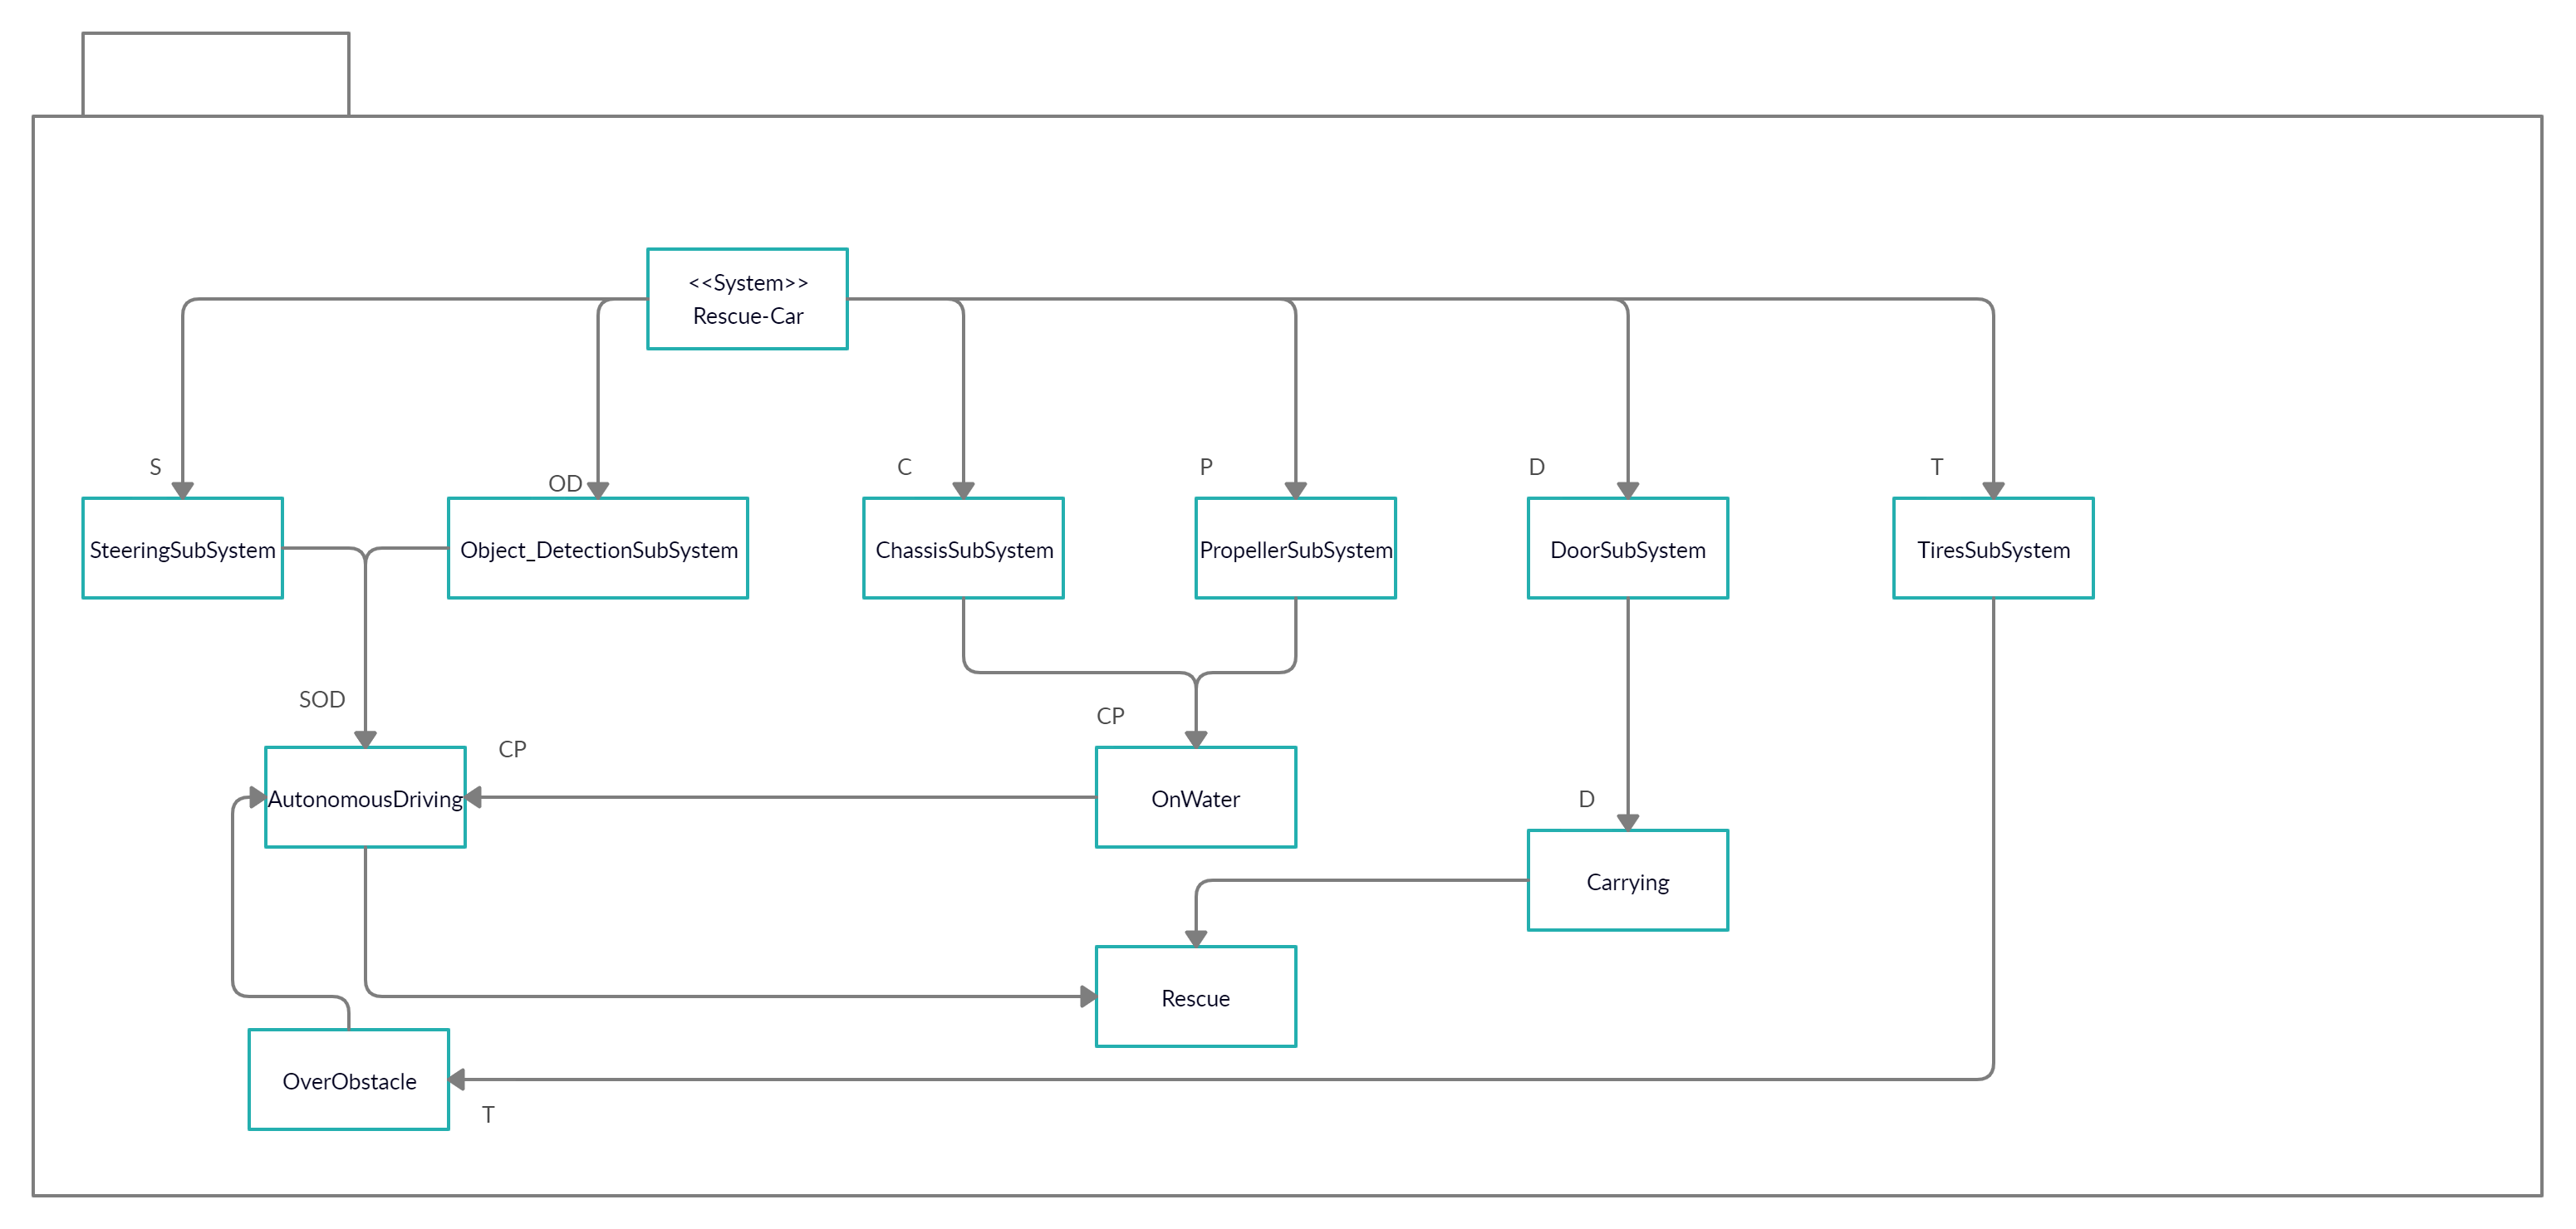 <<System>>
Rescue-Car
S
OD
C
P
D
T
SteeringSubSystem
Object_DetectionSubSystem
ChassisSubSystem
PropellerSubSystem
DoorSubSystem
TiresSubSystem
SOD
CP
CP
AutonomousDriving
OnWater
D
Carrying
Rescue
OverObstacle
T